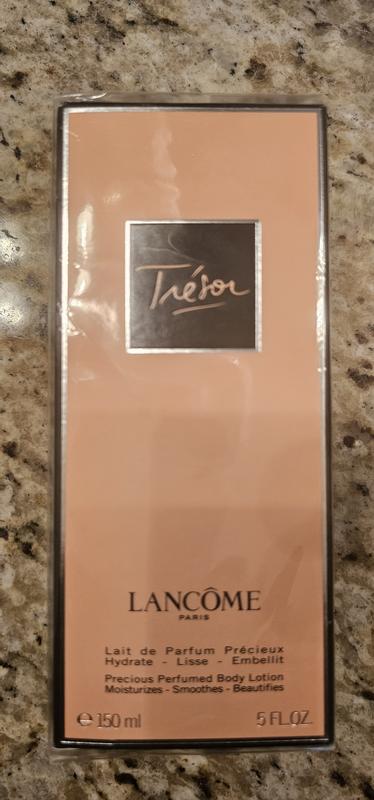 Trésor
LANCÔME
PARIS
Lait de Parfum Précieux
Hydrate - Lisse - Embellit
Precious Perfumed Body Lotion
Moisturizes - Smoothes - Beautifies
℮ 150 ml 5 FL.OZ.